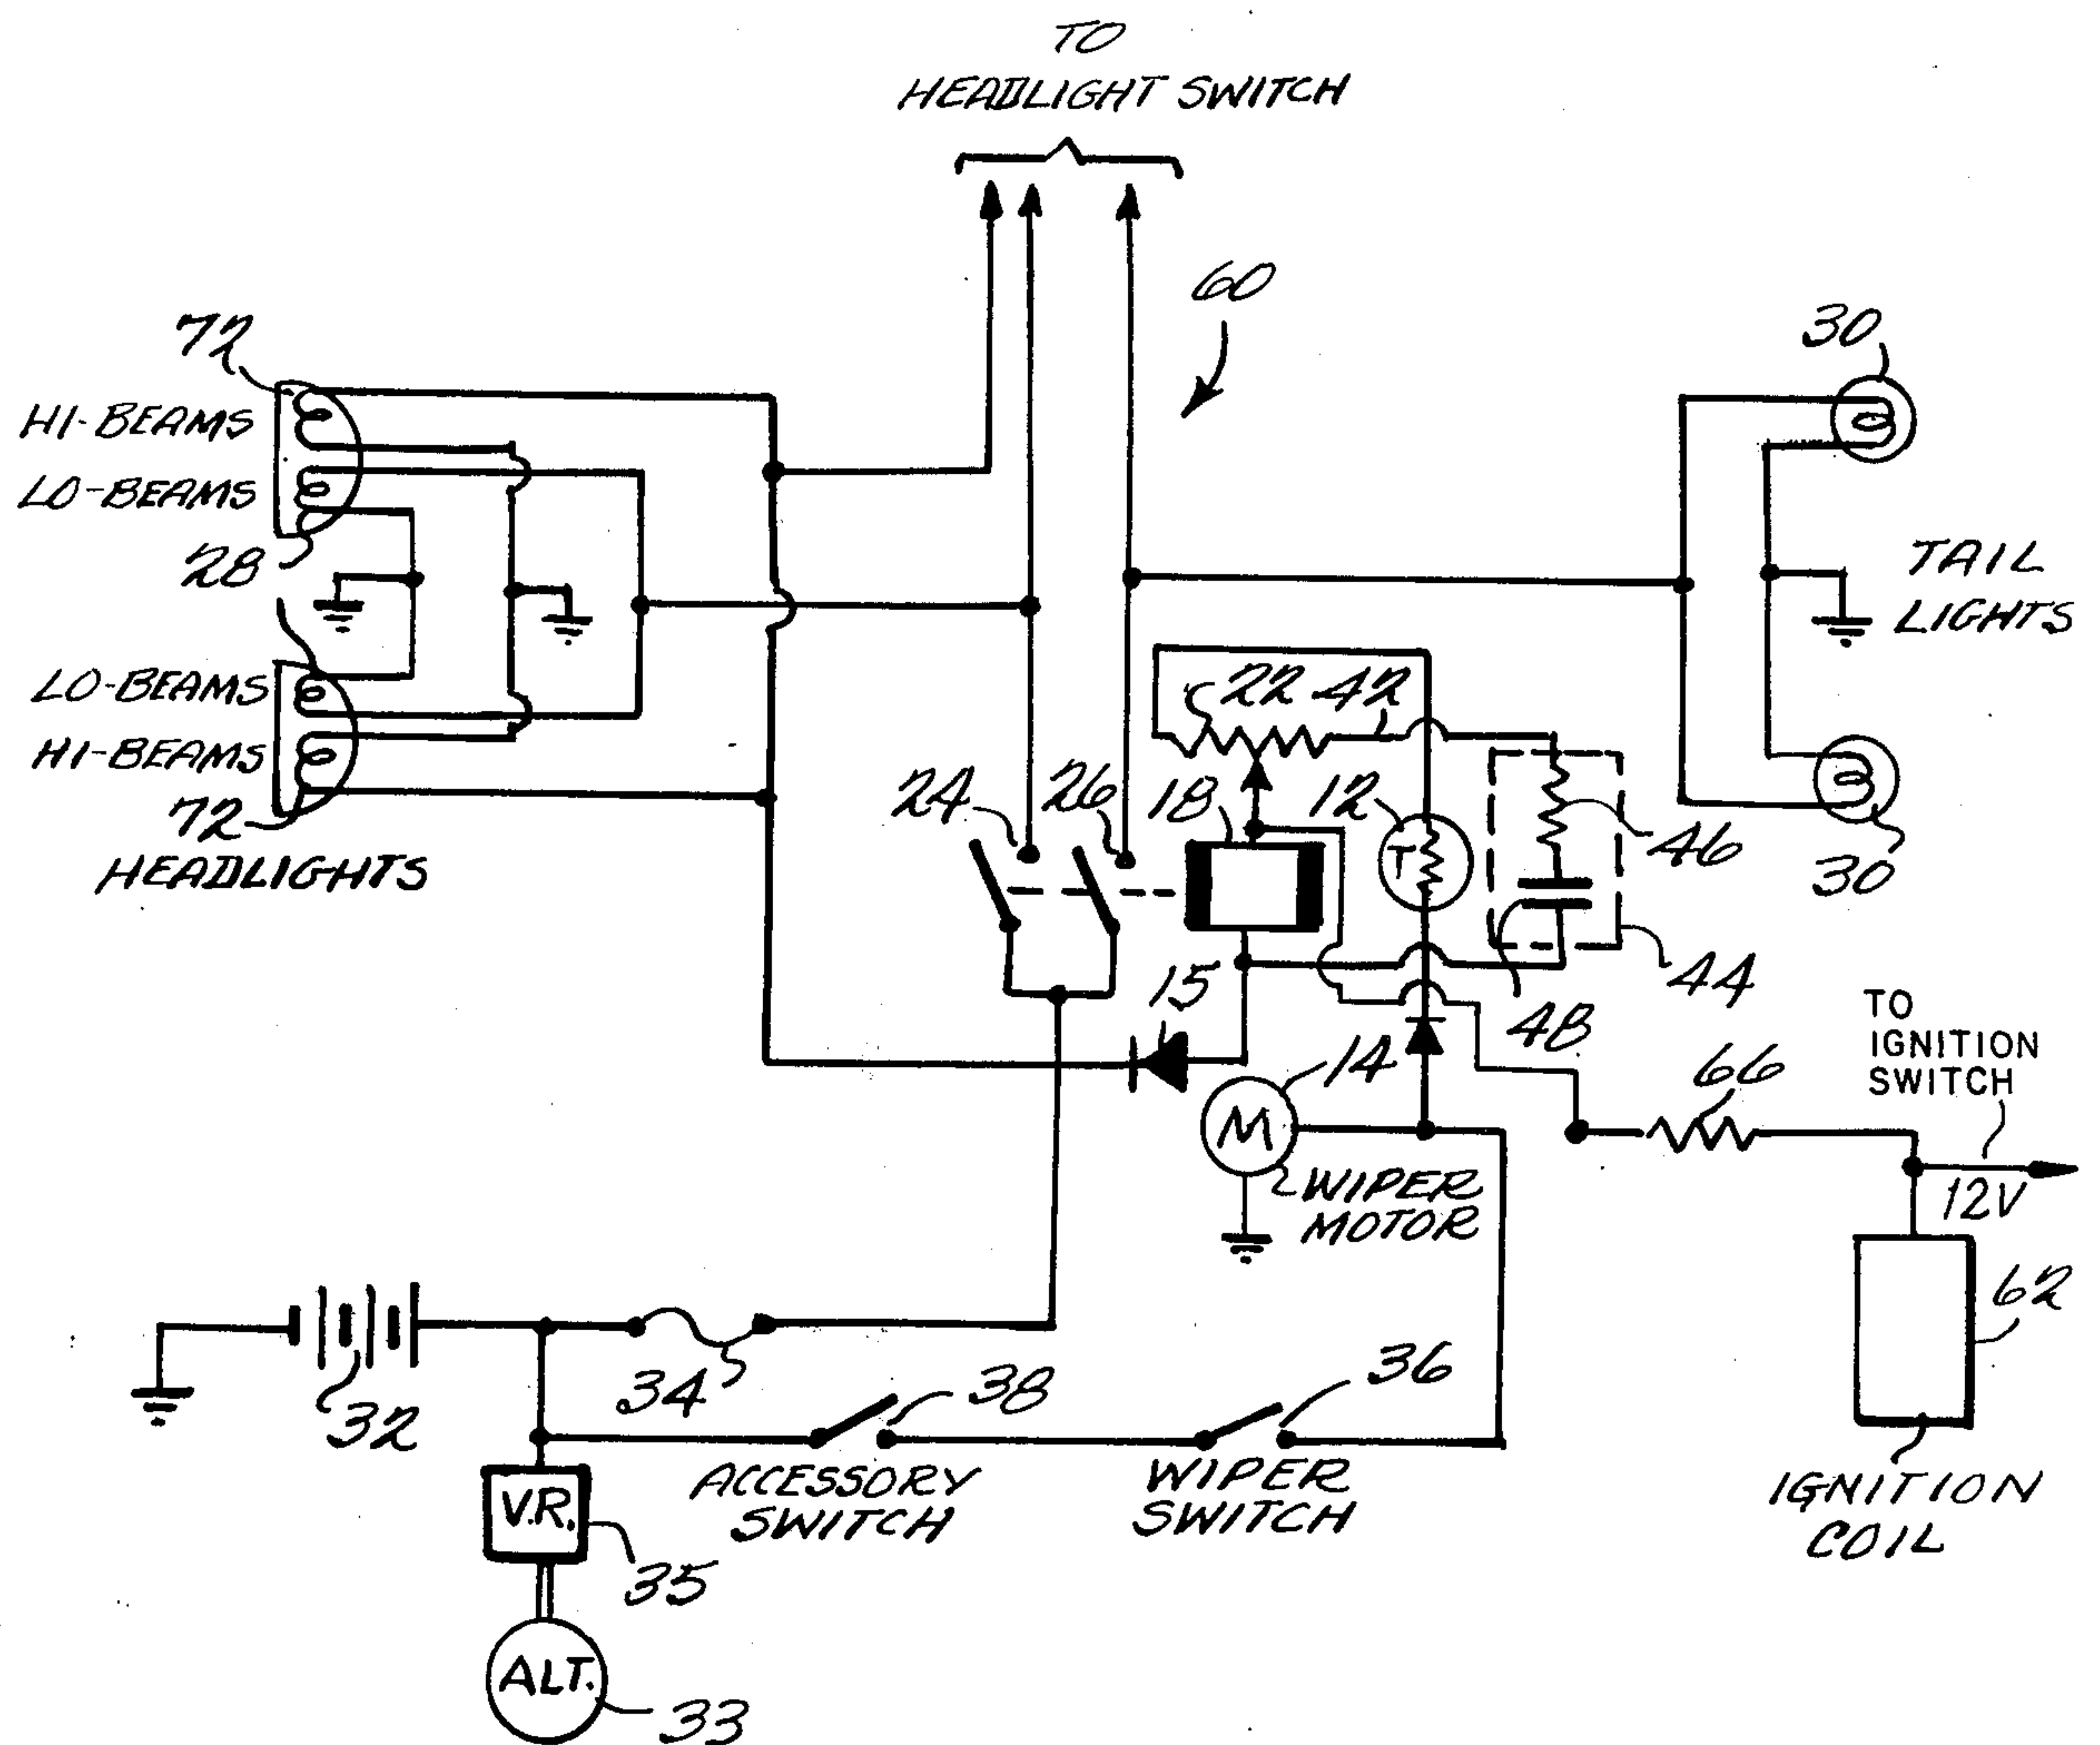 TO
HEADLIGHT SWITCH
60
72
30
HI-BEAMS
LO-BEAMS
28
TAIL
LIGHTS
LO-BEAMS
HI-BEAMS
72
HEADLIGHTS
22 42
24
26
18
12
T
46
30
44
48
15
14
M
WIPER
MOTOR
66
TO
IGNITION
SWITCH
12V
62
IGNITION
COIL
32
34
38
36
ACCESSORY
SWITCH
WIPER
SWITCH
V.R.
35
ALT.
33